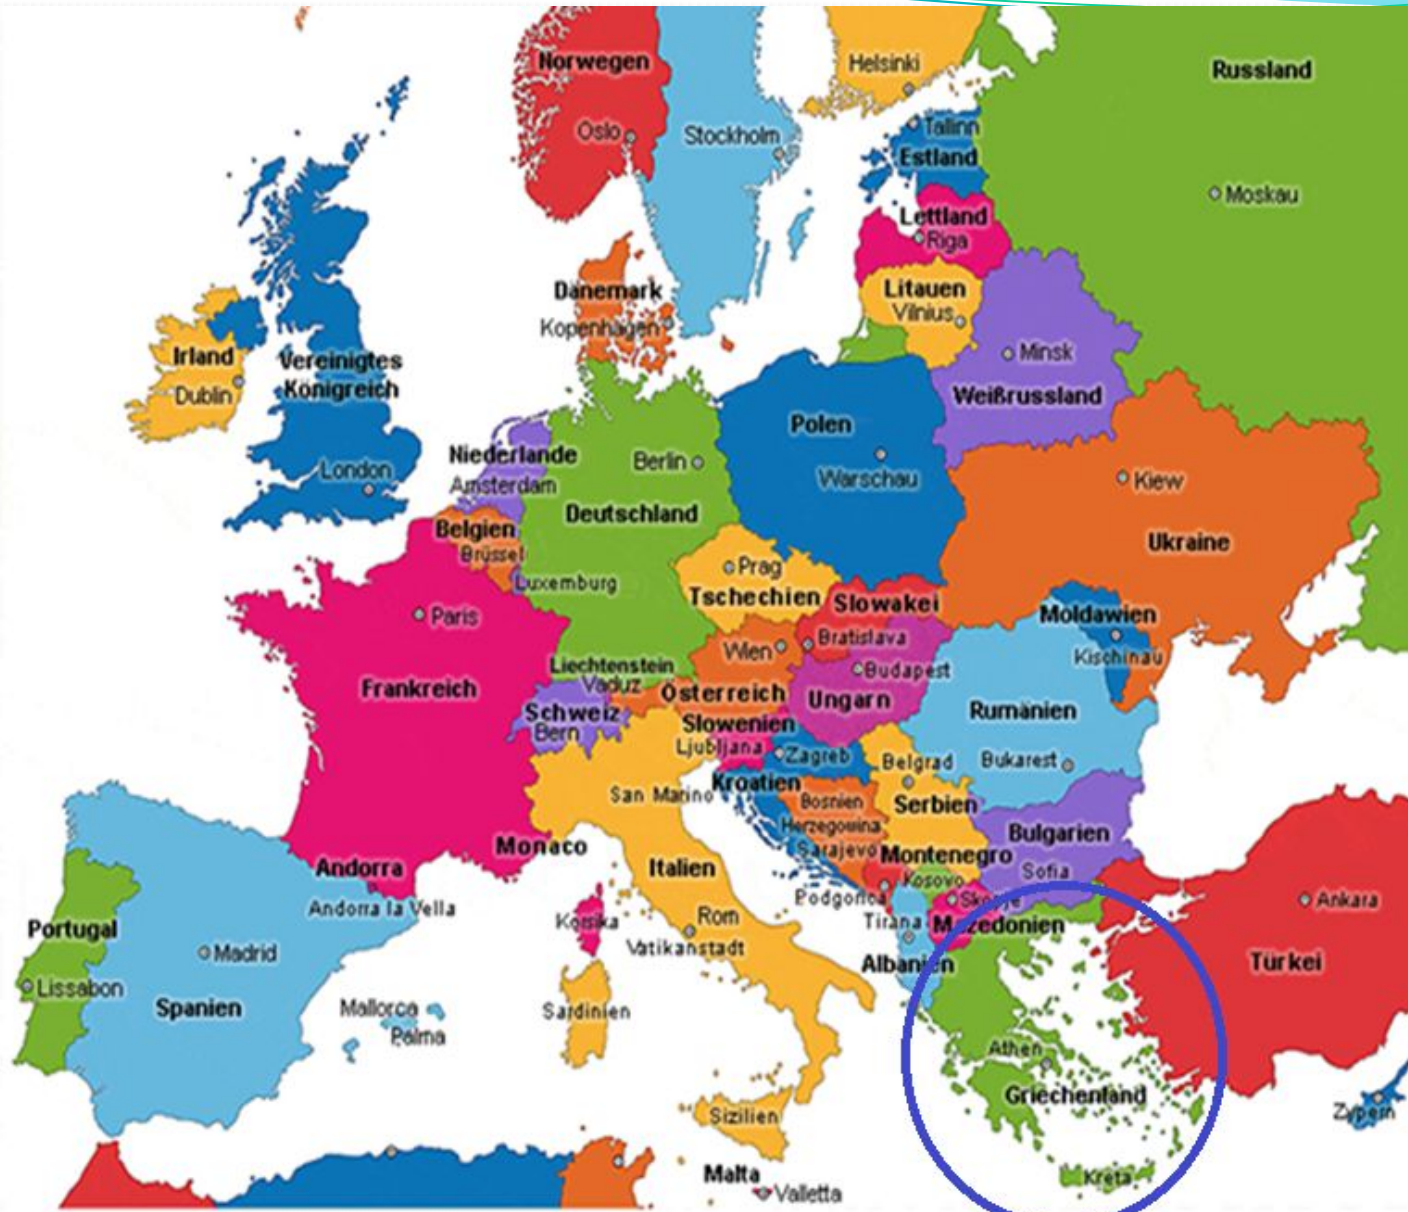 Helsinki
Norwegen
Russland
Oslo
Stockholm
Tallinn
Estland
Moskau
Lettland
Riga
Dänemark
Litauen
Vilnius
Kopenhagen
Irland
Vereinigtes
Königreich
Minsk
Dublin
Weißrussland
Polen
Niederlande
Berlin
London
Warschau
Kiew
Amsterdam
Deutschland
Belgien
Ukraine
Brüssel
Prag
Luxemburg
Tschechien
Slowakei
Paris
Moldawien
Bratislava
Wien
Kischinau
Liechtenstein
Vaduz
Budapest
Frankreich
Österreich
Ungarn
Schweiz
Bern
Slowenien
Rumänien
Ljubljana
Zagreb
Belgrad
Bukarest
Kroatien
San Marino
Bosnien
Herzegowina
Serbien
Sarajevo
Bulgarien
Monaco
Montenegro
Andorra
Italien
Kosovo
Sofia
Andorra la Vella
Podgorica
Skopje
Ankara
Korsika
Rom
Tirana
Mazedonien
Portugal
Vatikanstadt
Madrid
Albanien
Türkei
Lissabon
Spanien
Mallorca
Palma
Sardinien
Athen
Griechenland
Zypern
Sizilien
Malta
Valletta
Kreta